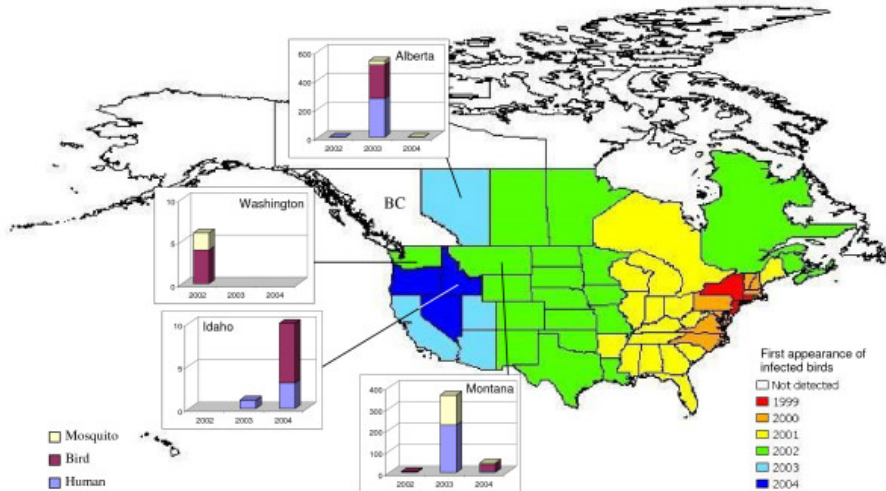 Alberta
600
400
200
0
2002 2003 2004
BC
Washington
10
5
0
2002 2003 2004
Idaho
10
5
0
2002 2003 2004
Montana
400
300
200
100
0
2002 2003 2004
Mosquito
Bird
Human
First appearance of
infected birds
Not detected
1999
2000
2001
2002
2003
2004